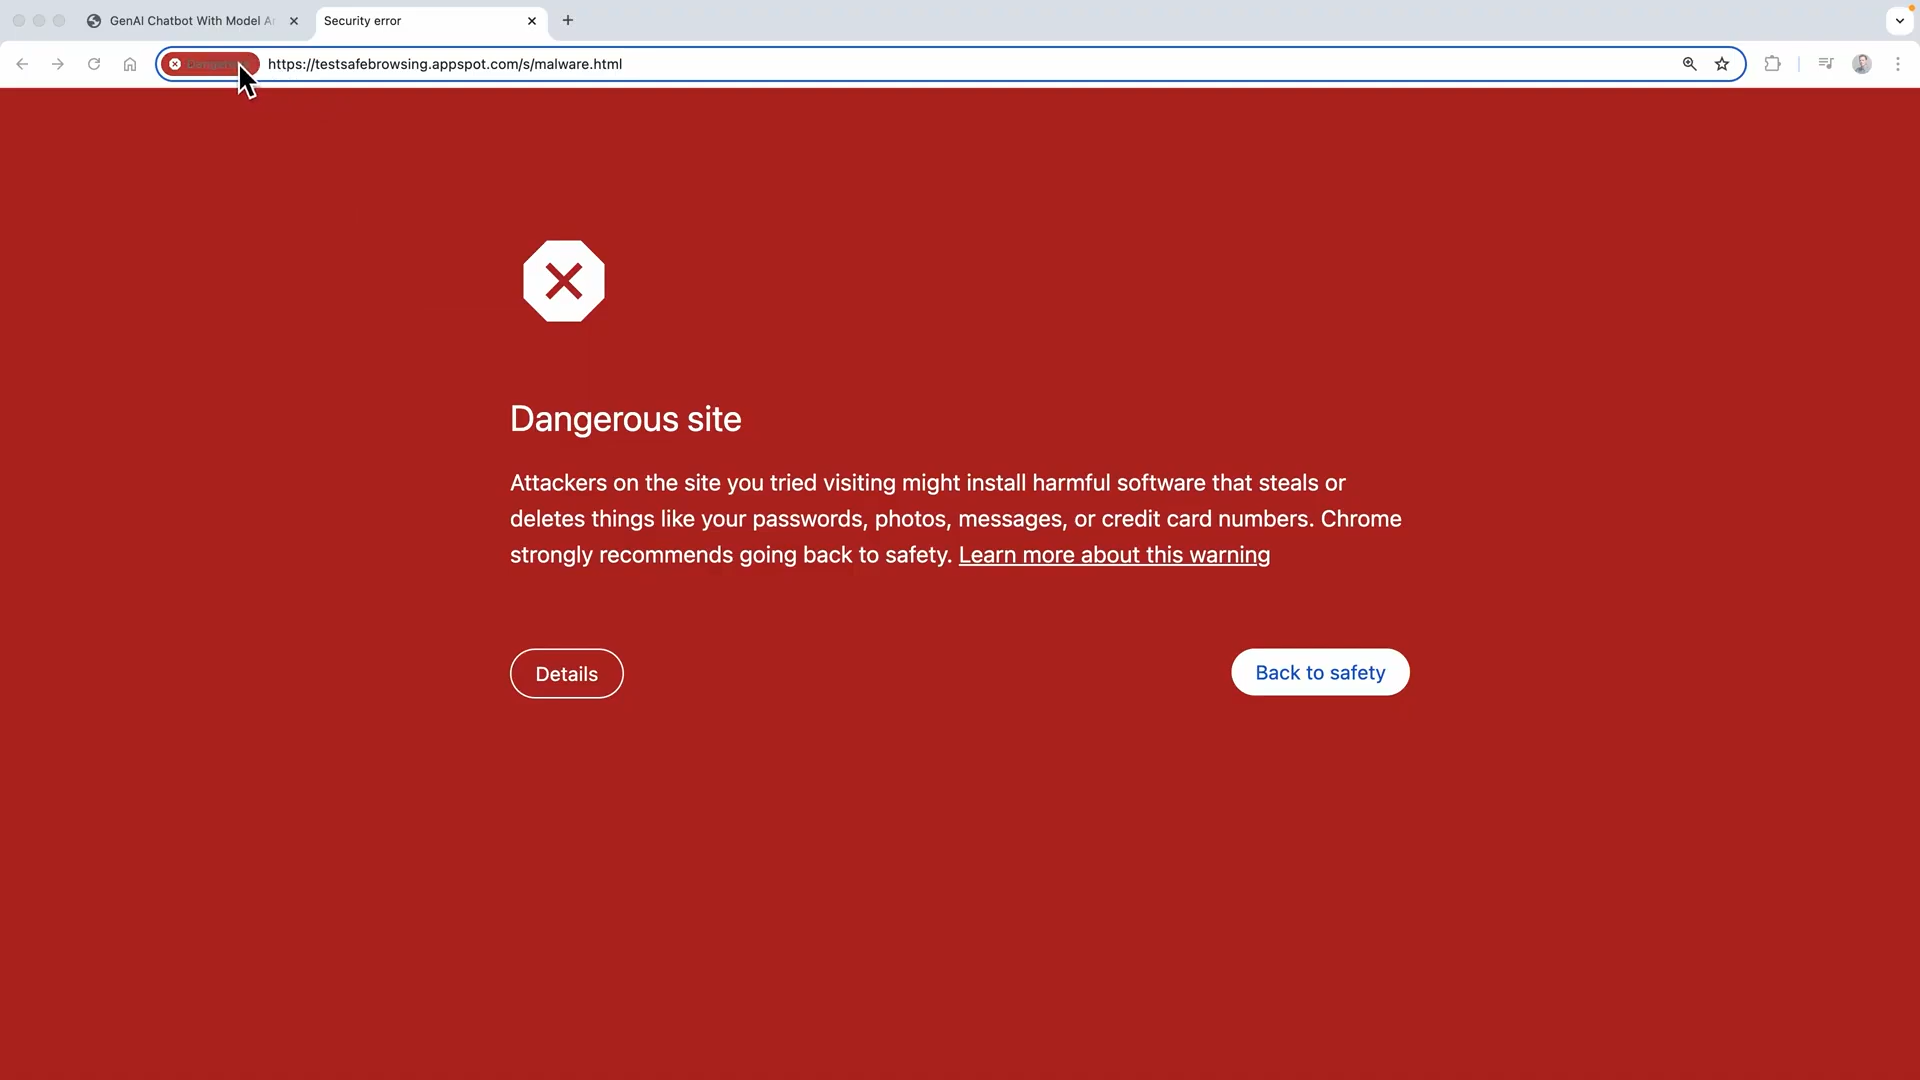 GenAI Chatbot With Model
Security error
https://testsafebrowsing.appspot.com/s/malware.html
Dangerous site
Attackers on the site you tried visiting might install harmful software that steals or
deletes things like your passwords, photos, messages, or credit card numbers. Chrome
strongly recommends going back to safety. Learn more about this warning
Details
Back to safety